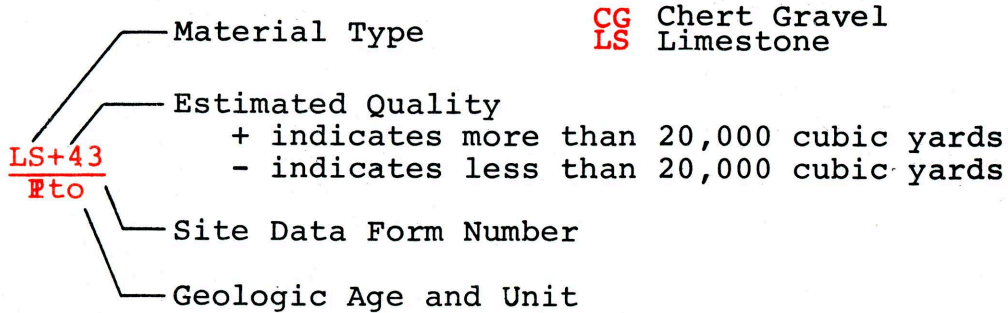 Material Type
CG Chert Gravel
LS Limestone
Estimated Quality
+ indicates more than 20,000 cubic yards
- indicates less than 20,000 cubic yards
LS+43
ℙto
Site Data Form Number
Geologic Age and Unit